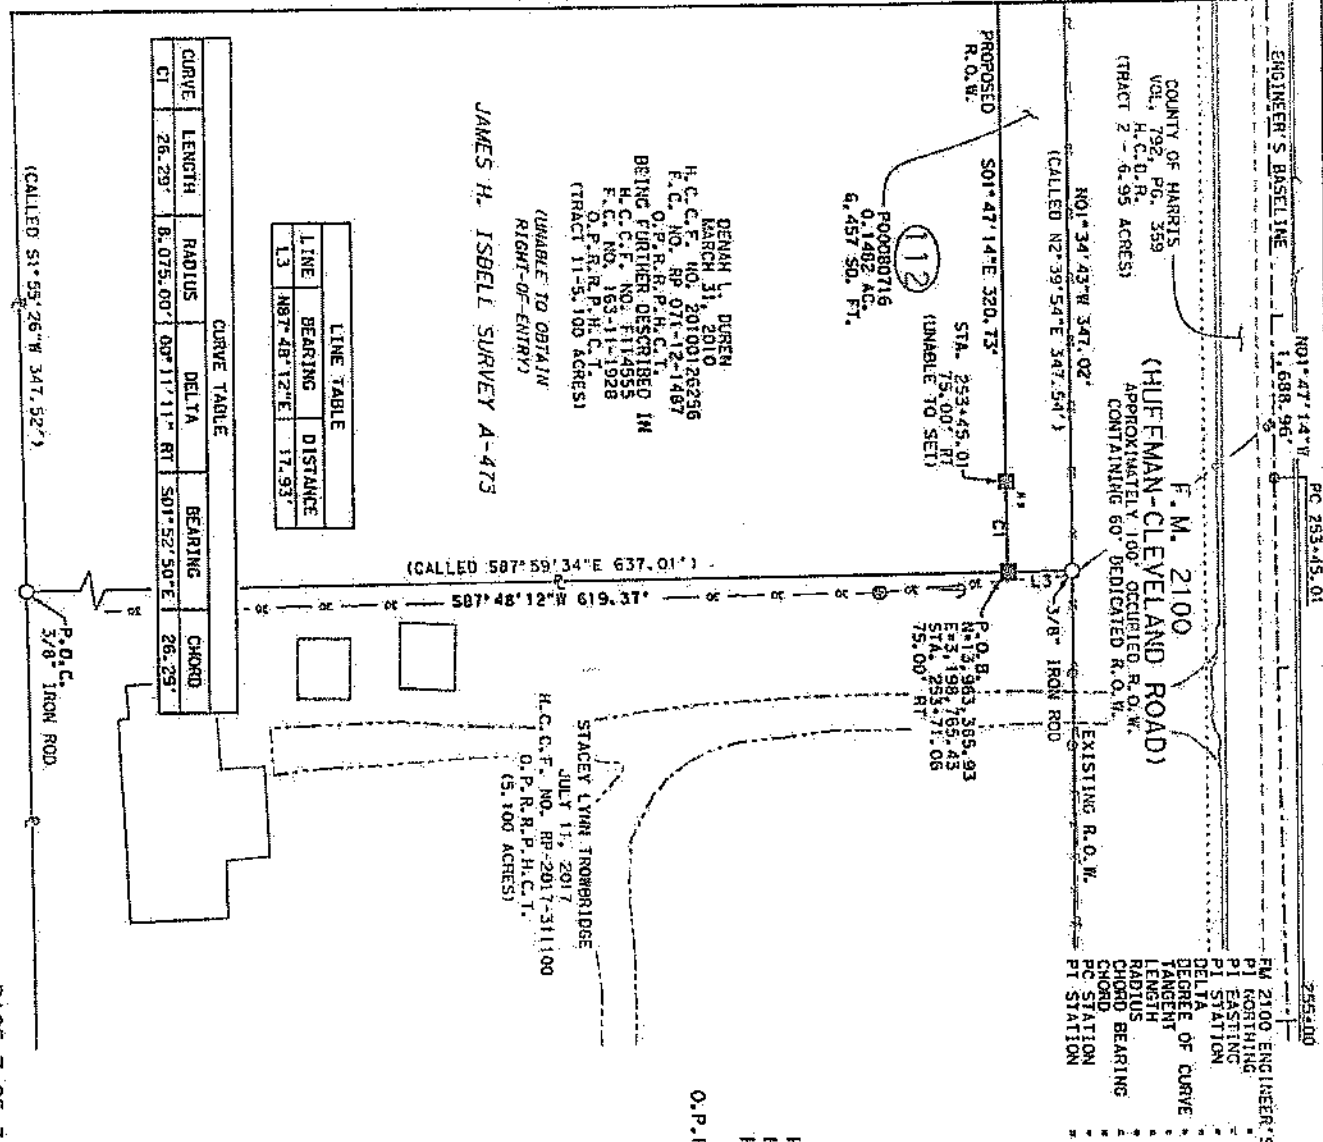 PC 253+45.01
255+00
N01°47'14"W
1,688.96'
ENGINEER'S BASELINE
COUNTY OF HARRIS
VOL. 792, PG. 359
H.C.D.R.
(TRACT 2 - 6.95 ACRES)
F.M. 2100
(HUFFMAN-CLEVELAND ROAD)
APPROXIMATELY 100' OCCUPIED R.O.W.
CONTAINING 60' DEDICATED R.O.W.
FM 2100 ENGINEER'S
PI NORTHING
PI EASTING
PI STATION
DELTA
DEGREE OF CURVE
TANGENT
LENGTH
RADIUS
CHORD BEARING
CHORD
PC STATION
PT STATION
N01°34'43"W 347.02'
(CALLED N2°39'54"E 347.54')
EXISTING R.O.W.
3/8" IRON ROD
L3
PROPOSED
R.O.W.
S01°47'14"E 320.73'
C1
STA. 253+45.01
75.00' RT
(UNABLE TO SET)
P.O.B.
N=13,963,365.93
E=3,198,165.43
STA. 253+71.06
75.00' RT
112
P00080716
0.1482 AC.
6,457 SQ. FT.
DENAH L. DUREN
MARCH 31, 2010
H.C.C.F. NO. 20100126256
F.C. NO. RP 071-12-1467
O.P.R.R.P.H.C.T.
BEING FURTHER DESCRIBED IN
H.C.C.F. NO. F114555
F.C. NO. 163-11-1928
O.P.R.R.P.H.C.T.
(TRACT 11-5.100 ACRES)
(UNABLE TO OBTAIN
RIGHT-OF-ENTRY)
JAMES H. ISBELL SURVEY A-473
(CALLED S87°59'34"E 637.01')
S87°48'12"W 619.37'
OE OE OE OE OE OE OE
STACEY LYNN TROWBRIDGE
JULY 11, 2017
H.C.C.F. NO. RP-2017-311100
O.P.R.R.P.H.C.T.
(5.100 ACRES)
LINE TABLE
LINE BEARING DISTANCE
L3 N87°48'12"E 17.93'
CURVE TABLE
CURVE LENGTH RADIUS DELTA BEARING CHORD
C1 26.29' 8,075.00' 00°11'11" RT S01°52'50"E 26.29'
(CALLED S1°55'26"W 347.52')
P.O.C.
3/8" IRON ROD
O.P.